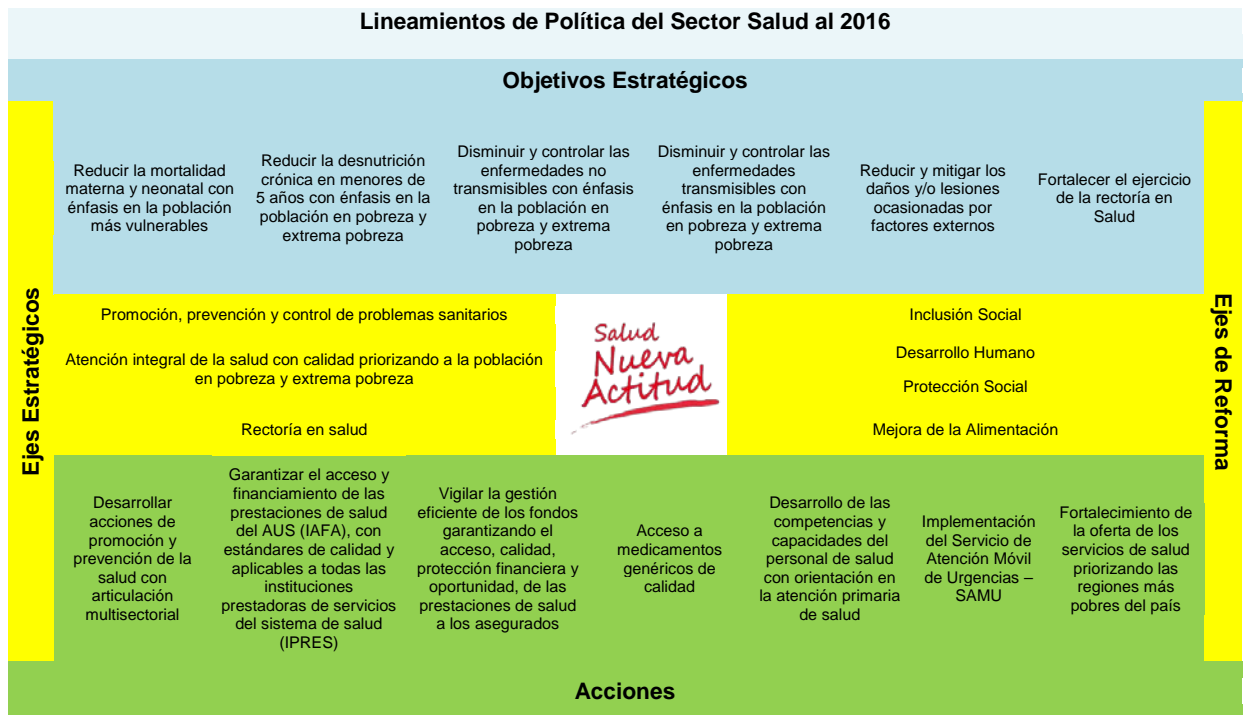 Lineamientos de Política del Sector Salud al 2016
Objetivos Estratégicos
Ejes Estratégicos
Reducir la mortalidad
materna y neonatal con
énfasis en la población
más vulnerables
Reducir la desnutrición
crónica en menores de
5 años con énfasis en la
población en pobreza y
extrema pobreza
Disminuir y controlar las
enfermedades no
transmisibles con énfasis
en la población en
pobreza y extrema
pobreza
Disminuir y controlar las
enfermedades
transmisibles con
énfasis en la población
en pobreza y extrema
pobreza
Reducir y mitigar los
daños y/o lesiones
ocasionadas por
factores externos
Fortalecer el ejercicio
de la rectoría en
Salud
Ejes de Reforma
Promoción, prevención y control de problemas sanitarios
Atención integral de la salud con calidad priorizando a la población
en pobreza y extrema pobreza
Rectoría en salud
Salud
Nueva
Actitud
Inclusión Social
Desarrollo Humano
Protección Social
Mejora de la Alimentación
Desarrollar
acciones de
promoción y
prevención de la
salud con
articulación
multisectorial
Garantizar el acceso y
financiamiento de las
prestaciones de salud
del AUS (IAFA), con
estándares de calidad y
aplicables a todas las
instituciones
prestadoras de servicios
del sistema de salud
(IPRES)
Vigilar la gestión
eficiente de los fondos
garantizando el
acceso, calidad,
protección financiera y
oportunidad, de las
prestaciones de salud
a los asegurados
Acceso a
medicamentos
genéricos de
calidad
Desarrollo de las
competencias y
capacidades del
personal de salud
con orientación en
la atención primaria
de salud
Implementación
del Servicio de
Atención Móvil
de Urgencias –
SAMU
Fortalecimiento de
la oferta de los
servicios de salud
priorizando las
regiones más
pobres del país
Acciones